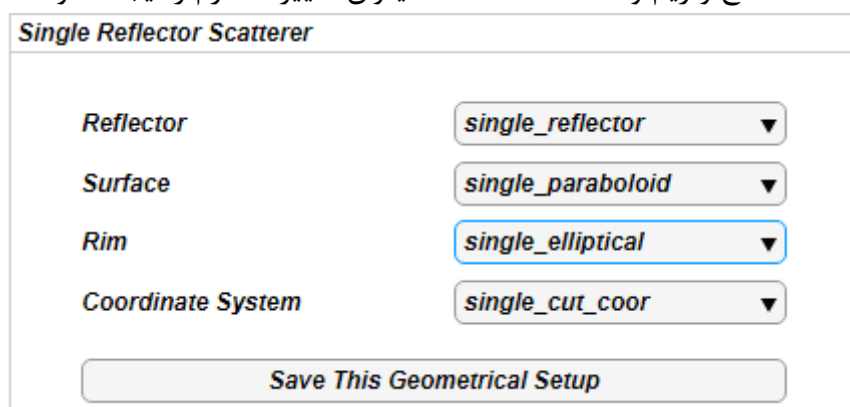 Single Reflector Scatterer
Reflector single_reflector
Surface single_paraboloid
Rim single_elliptical
Coordinate System single_cut_coor
Save This Geometrical Setup